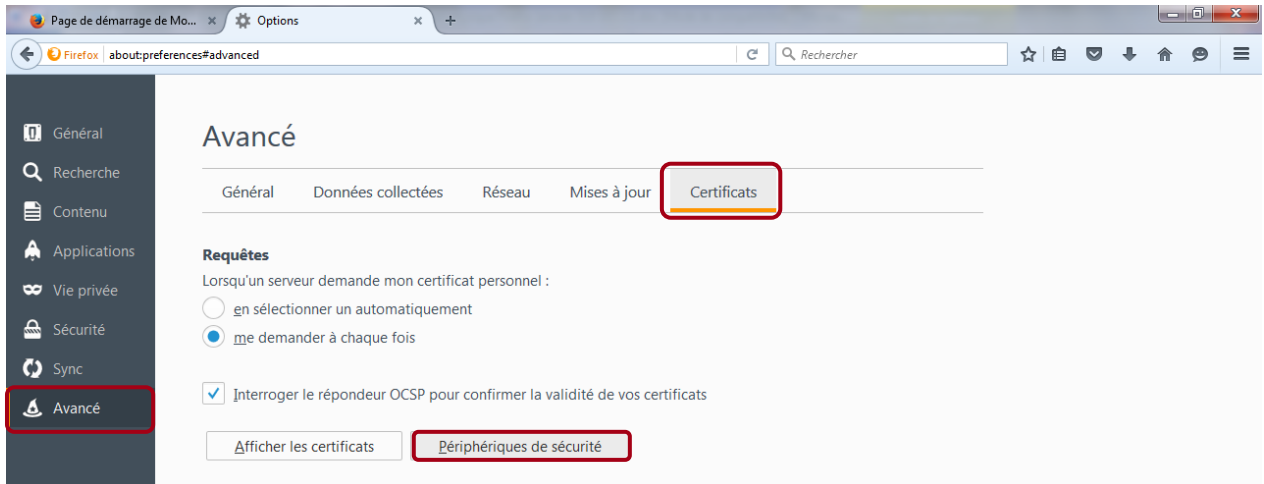 Page de démarrage de Mo... Options
Firefox about:preferences#advanced Rechercher
Général
Recherche
Contenu
Applications
Vie privée
Sécurité
Sync
Avancé
Avancé
Général Données collectées Réseau Mises à jour Certificats
Requêtes
Lorsqu'un serveur demande mon certificat personnel :
en sélectionner un automatiquement
me demander à chaque fois
Interroger le répondeur OCSP pour confirmer la validité de vos certificats
Afficher les certificats Périphériques de sécurité